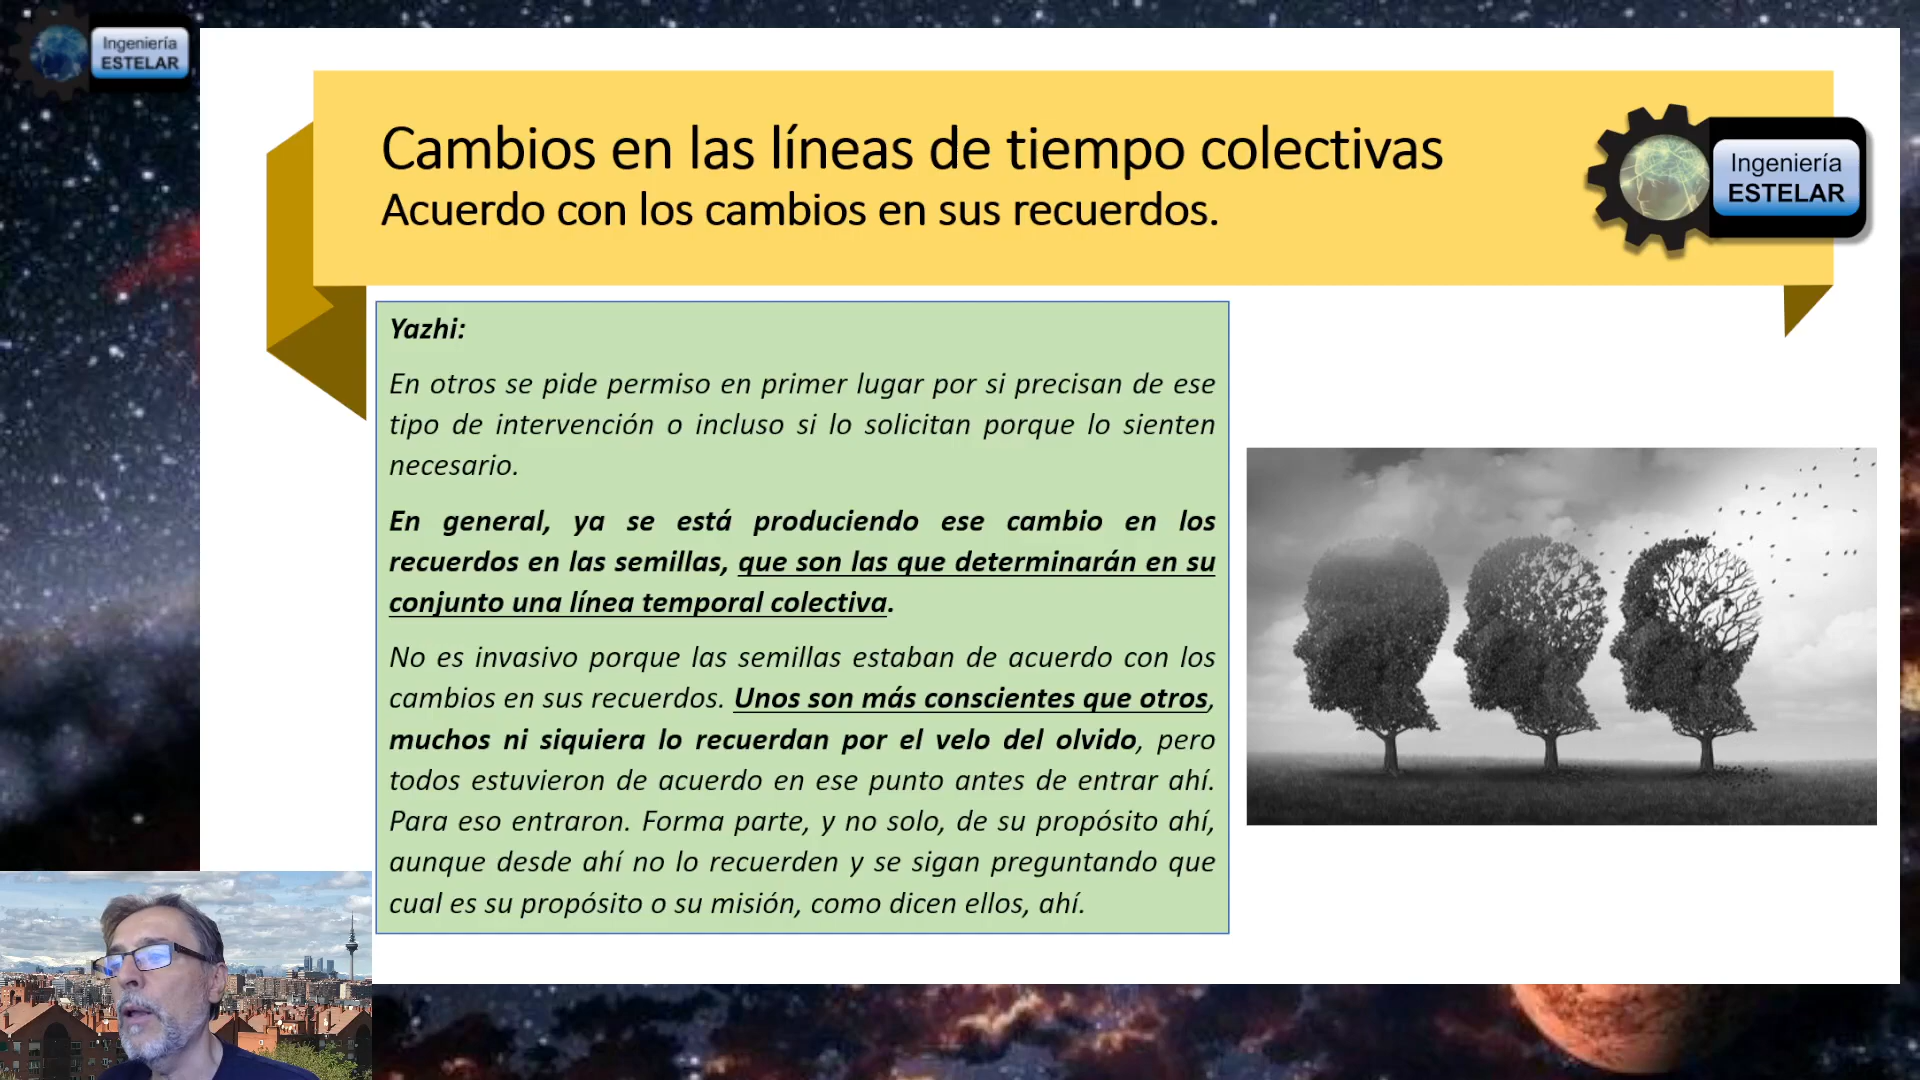 Ingeniería
ESTELAR
Cambios en las líneas de tiempo colectivas
Acuerdo con los cambios en sus recuerdos.
Ingeniería
ESTELAR
Yazhi:
En otros se pide permiso en primer lugar por si precisan de ese
tipo de intervención o incluso si lo solicitan porque lo sienten
necesario.
En general, ya se está produciendo ese cambio en los
recuerdos en las semillas, que son las que determinarán en su
conjunto una línea temporal colectiva.
No es invasivo porque las semillas estaban de acuerdo con los
cambios en sus recuerdos. Unos son más conscientes que otros,
muchos ni siquiera lo recuerdan por el velo del olvido, pero
todos estuvieron de acuerdo en ese punto antes de entrar ahí.
Para eso entraron. Forma parte, y no solo, de su propósito ahí,
aunque desde ahí no lo recuerden y se sigan preguntando que
cual es su propósito o su misión, como dicen ellos, ahí.